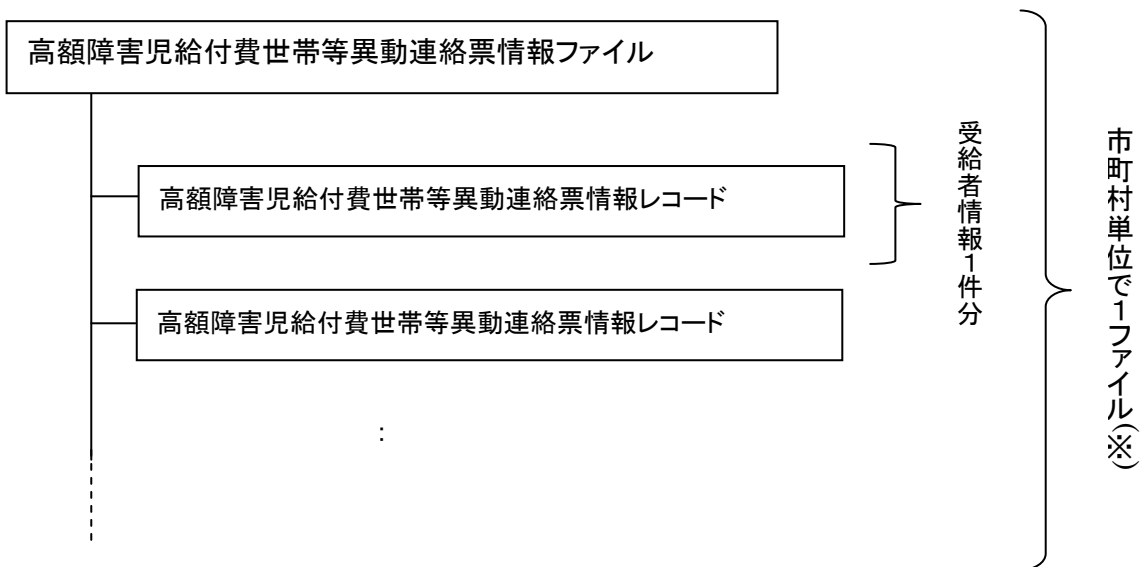 高額障害児給付費世帯等異動連絡票情報ファイル
高額障害児給付費世帯等異動連絡票情報レコード
高額障害児給付費世帯等異動連絡票情報レコード
:
受給者情報1件分
市町村単位で1ファイル(※)